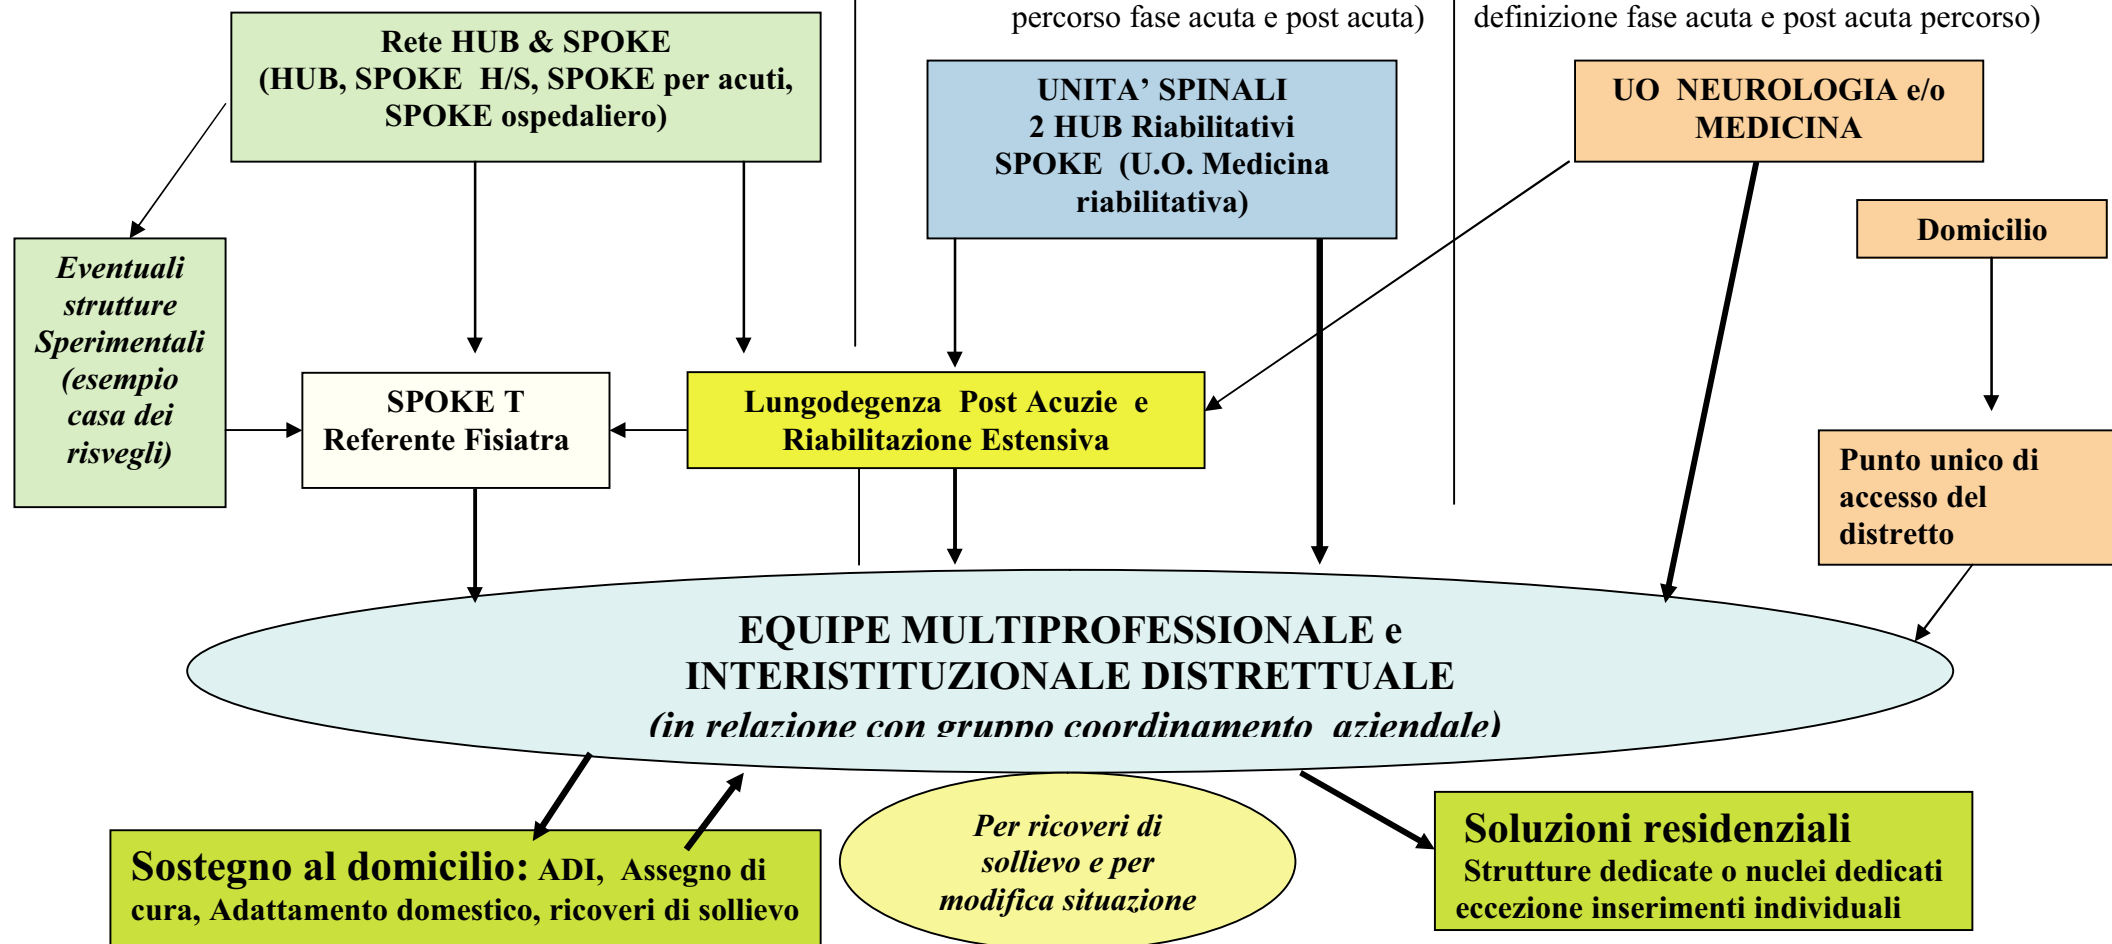 percorso fase acuta e post acuta)
definizione fase acuta e post acuta percorso)
Rete HUB & SPOKE
(HUB, SPOKE H/S, SPOKE per acuti,
SPOKE ospedaliero)
UNITA’ SPINALI
2 HUB Riabilitativi
SPOKE (U.O. Medicina
riabilitativa)
UO NEUROLOGIA e/o
MEDICINA
Domicilio
Eventuali
strutture
Sperimentali
(esempio
casa dei
risvegli)
SPOKE T
Referente Fisiatra
Lungodegenza Post Acuzie e
Riabilitazione Estensiva
Punto unico di
accesso del
distretto
EQUIPE MULTIPROFESSIONALE e
INTERISTITUZIONALE DISTRETTUALE
(in relazione con gruppo coordinamento aziendale)
Sostegno al domicilio: ADI, Assegno di
cura, Adattamento domestico, ricoveri di sollievo
Per ricoveri di
sollievo e per
modifica situazione
Soluzioni residenziali
Strutture dedicate o nuclei dedicati
eccezione inserimenti individuali